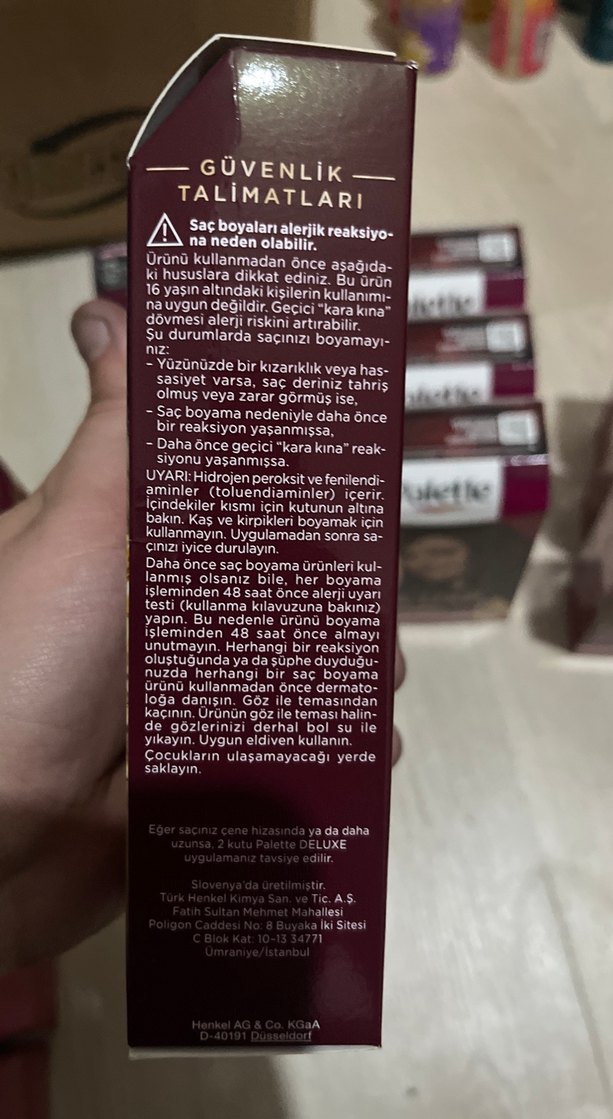 GÜVENLİK
TALİMATLARI
Saç boyaları alerjik reaksiyo-
na neden olabilir.
Ürünü kullanmadan önce aşağıda-
ki hususlara dikkat ediniz. Bu ürün
16 yaşın altındaki kişilerin kullanımı-
na uygun değildir. Geçici “kara kına”
dövmesi alerji riskini artırabilir.
Şu durumlarda saçınızı boyamayı-
nız:
- Yüzünüzde bir kızarıklık veya has-
sasiyet varsa, saç deriniz tahriş
olmuş veya zarar görmüş ise,
- Saç boyama nedeniyle daha önce
bir reaksiyon yaşanmışsa,
- Daha önce geçici “kara kına” reak-
siyonu yaşanmışsa.
UYARI: Hidrojen peroksit ve fenilendi-
aminler (toluendiaminler) içerir.
İçindekiler kısmı için kutunun altına
bakın. Kaş ve kirpikleri boyamak için
kullanmayın. Uygulamadan sonra sa-
çınızı iyice durulayın.
Daha önce saç boyama ürünleri kul-
lanmış olsanız bile, her boyama
işleminden 48 saat önce alerji uyarı
testi (kullanma kılavuzuna bakınız)
yapın. Bu nedenle ürünü boyama
işleminden 48 saat önce almayı
unutmayın. Herhangi bir reaksiyon
oluştuğunda ya da şüphe duyduğu-
nuzda herhangi bir saç boyama
ürünü kullanmadan önce dermato-
loğa danışın. Göz ile temasından
kaçının. Ürünün göz ile teması halin-
de gözlerinizi derhal bol su ile
yıkayın. Uygun eldiven kullanın.
Çocukların ulaşamayacağı yerde
saklayın.
Eğer saçınız çene hizasında ya da daha
uzunsa, 2 kutu Palette DELUXE
uygulamanız tavsiye edilir.
Slovenya'da üretilmiştir.
Türk Henkel Kimya San. ve Tic. A.Ş.
Fatih Sultan Mehmet Mahallesi
Poligon Caddesi No: 8 Buyaka İki Sitesi
C Blok Kat: 10-13 34771
Ümraniye/İstanbul
Henkel AG & Co. KGaA
D-40191 Düsseldorf
Palette